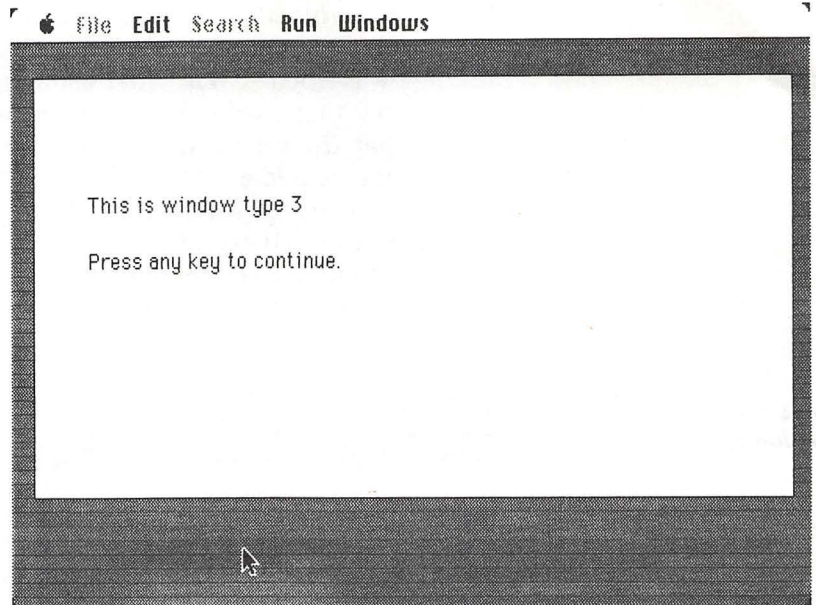 File Edit Search Run Windows
This is window type 3
Press any key to continue.